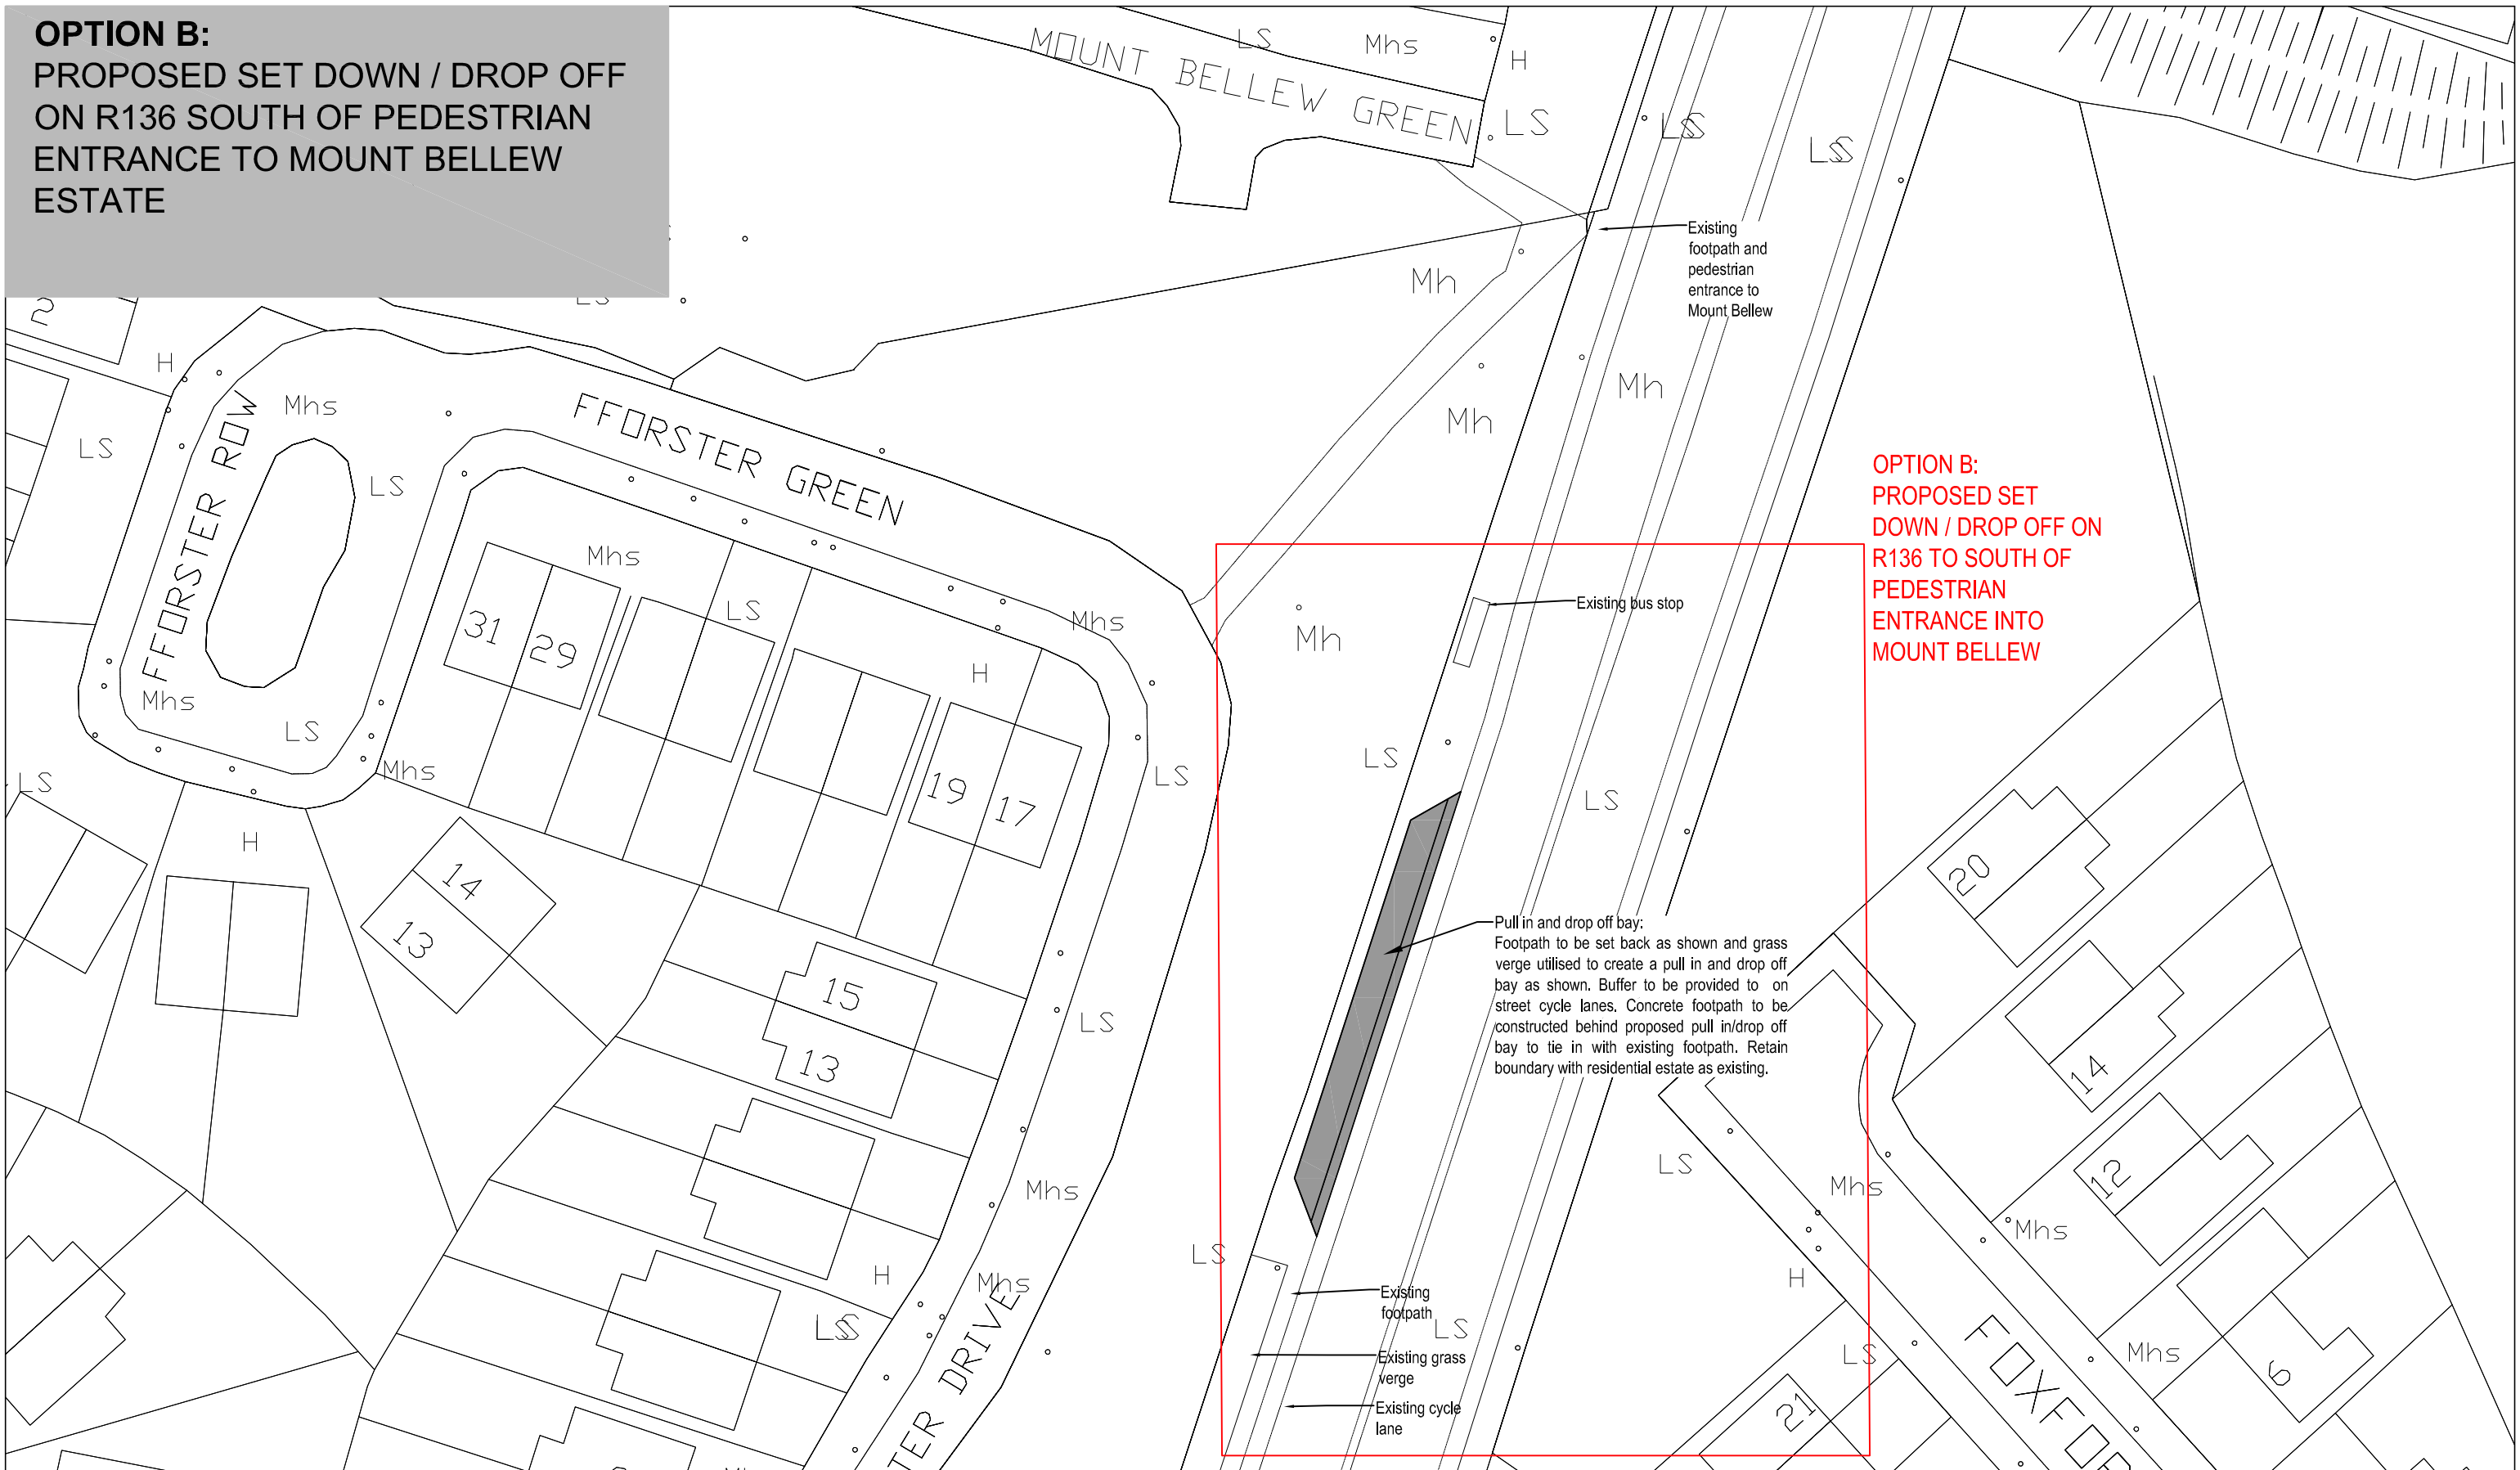 OPTION B:
PROPOSED SET DOWN / DROP OFF
ON R136 SOUTH OF PEDESTRIAN
ENTRANCE TO MOUNT BELLEW
ESTATE
MOUNT BELLEW GREEN
LS
Mhs
H
LS
LS
LS
Existing
footpath and
pedestrian
entrance to
Mount Bellew
Mh
Mh
Mh
2
H
LS
Mhs
LS
FFORSTER ROW
FFORSTER GREEN
OPTION B:
PROPOSED SET
DOWN / DROP OFF ON
R136 TO SOUTH OF
PEDESTRIAN
ENTRANCE INTO
MOUNT BELLEW
Mhs
LS
31
29
H
Mhs
Existing bus stop
Mh
Mhs
LS
Mhs
LS
LS
LS
19
17
LS
H
14
13
20
Pull in and drop off bay:
Footpath to be set back as shown and grass
verge utilised to create a pull in and drop off
bay as shown. Buffer to be provided to on
street cycle lanes. Concrete footpath to be
constructed behind proposed pull in/drop off
bay to tie in with existing footpath. Retain
boundary with residential estate as existing.
15
13
LS
14
12
LS
Mhs
Mhs
Mhs
LS
H
Mhs
LS
H
Existing
footpath
LS
Existing grass
verge
LS
Mhs
6
Existing cycle
lane
21
TER DRIVE
FOXFOR